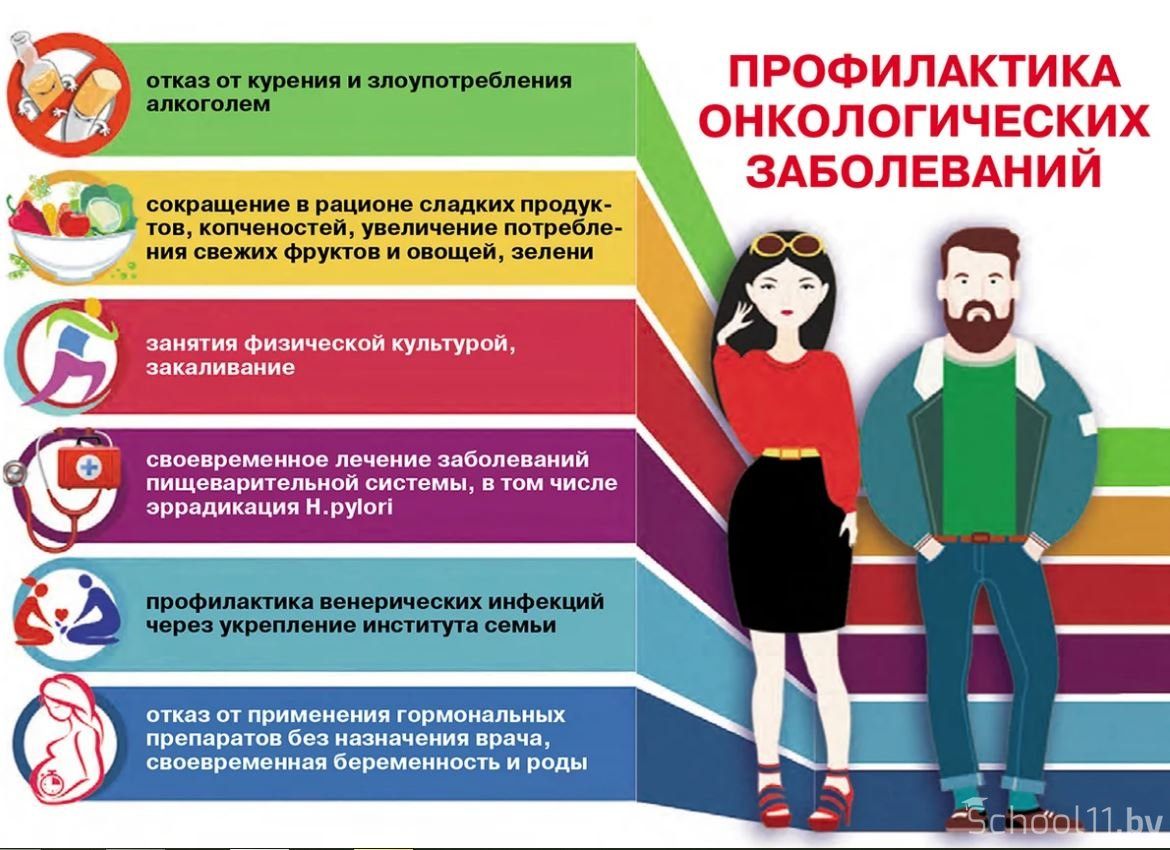 ПРОФИЛАКТИКА
ОНКОЛОГИЧЕСКИХ
ЗАБОЛЕВАНИЙ
отказ от курения и злоупотребления
алкоголем
сокращение в рационе сладких продук-
тов, копченостей, увеличение потребле-
ния свежих фруктов и овощей, зелени
занятия физической культурой,
закаливание
своевременное лечение заболеваний
пищеварительной системы, в том числе
эррадикация H.pylori
профилактика венерических инфекций
через укрепление института семьи
отказ от применения гормональных
препаратов без назначения врача,
своевременная беременность и роды
School11.by